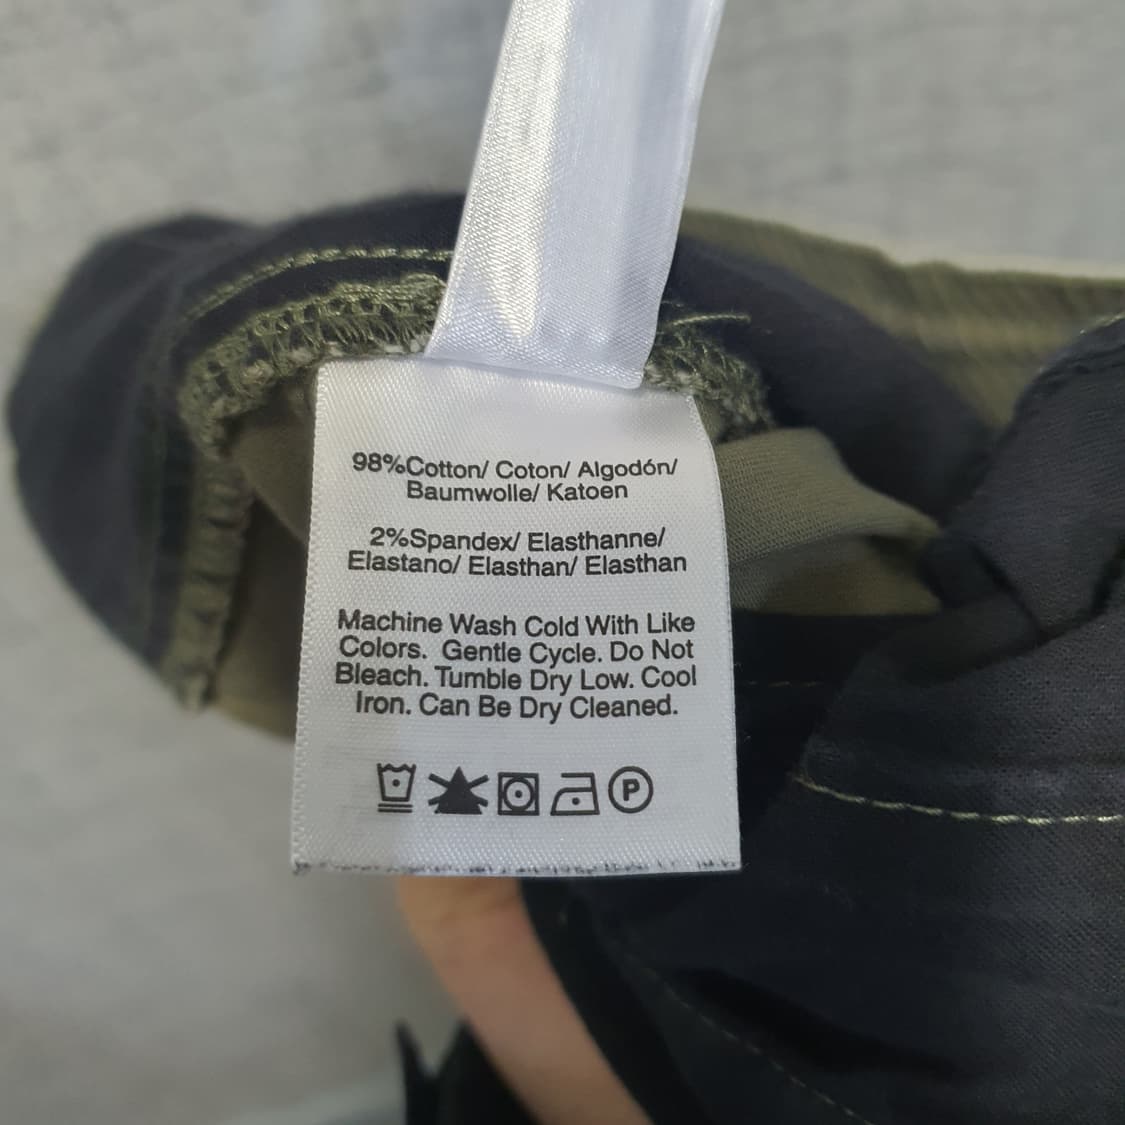 98%Cotton/ Coton/ Algodón/
Baumwolle/ Katoen
2%Spandex/ Elasthanne/
Elastano/ Elasthan/ Elasthan
Machine Wash Cold With Like
Colors. Gentle Cycle. Do Not
Bleach. Tumble Dry Low. Cool
Iron. Can Be Dry Cleaned.
P